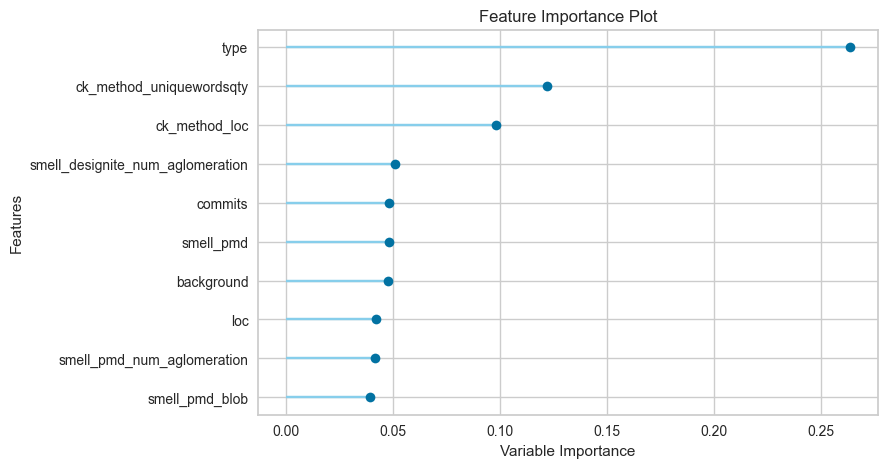 Feature Importance Plot
type
ck_method_uniquewordsqty
ck_method_loc
smell_designite_num_aglomeration
commits
smell_pmd
background
loc
smell_pmd_num_aglomeration
smell_pmd_blob
Features
0.00 0.05 0.10 0.15 0.20 0.25
Variable Importance